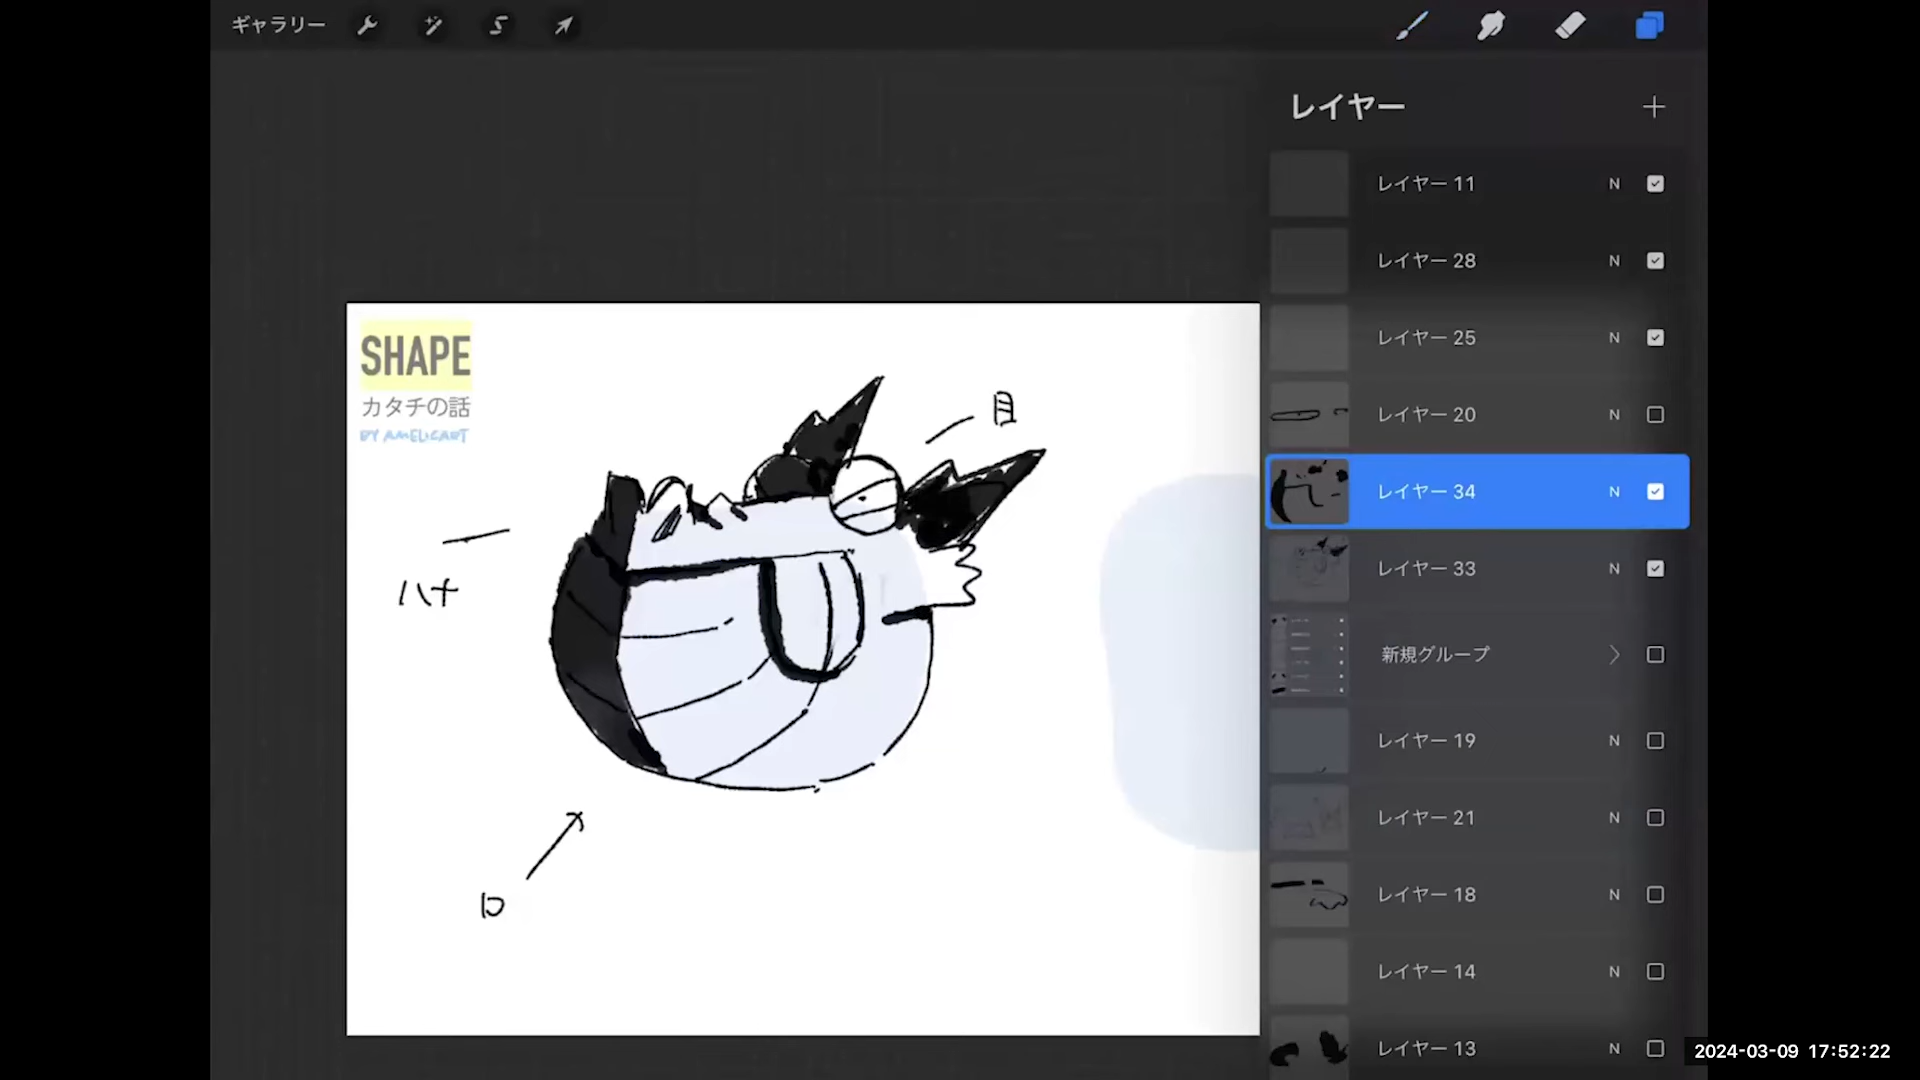 ギャラリー
レイヤー
レイヤー 11 N
レイヤー 28 N
レイヤー 25 N
レイヤー 20 N
レイヤー 34 N
レイヤー 33 N
新規グループ
レイヤー 19 N
レイヤー 21 N
レイヤー 18 N
レイヤー 14 N
レイヤー 13 N
SHAPE
カタチの話
BY AMELICART
目
ハナ
口
2024-03-09 17:52:22